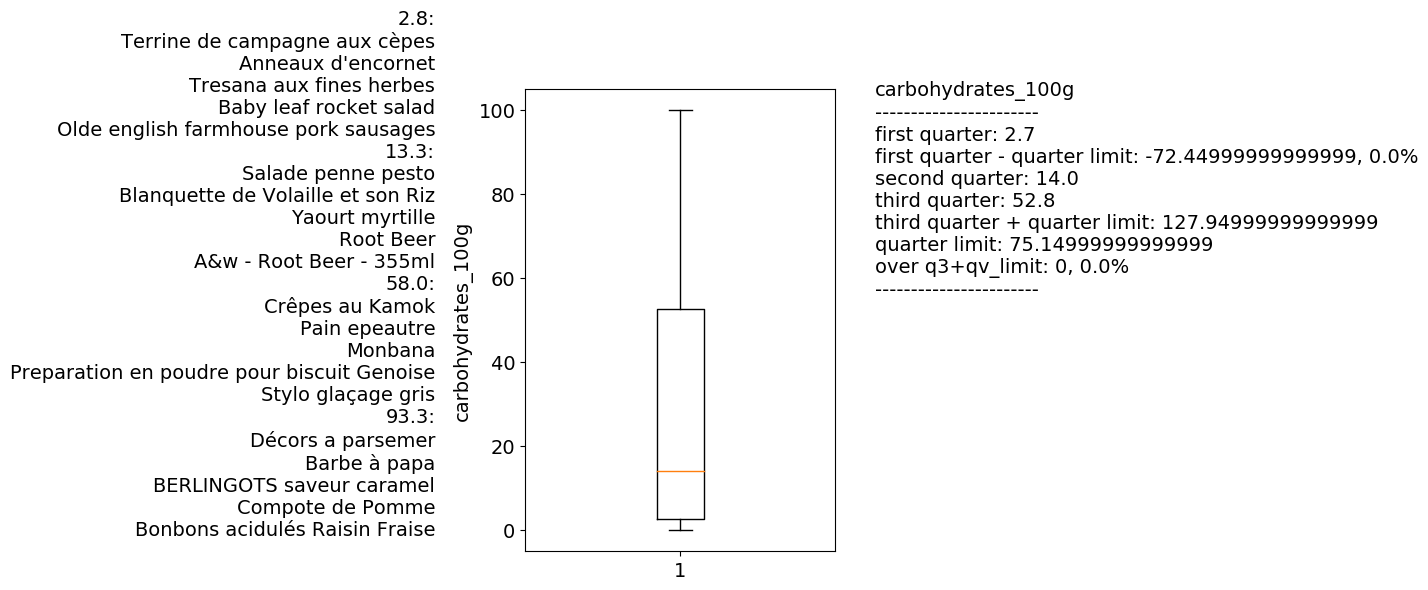 2.8:
Terrine de campagne aux cèpes
Anneaux d'encornet
Tresana aux fines herbes
Baby leaf rocket salad
Olde english farmhouse pork sausages
13.3:
Salade penne pesto
Blanquette de Volaille et son Riz
Yaourt myrtille
Root Beer
A&w - Root Beer - 355ml
58.0:
Crêpes au Kamok
Pain epeautre
Monbana
Preparation en poudre pour biscuit Genoise
Stylo glaçage gris
93.3:
Décors a parsemer
Barbe à papa
BERLINGOTS saveur caramel
Compote de Pomme
Bonbons acidulés Raisin Fraise
carbohydrates_100g
100
80
60
40
20
0
1
carbohydrates_100g
-----------------------
first quarter: 2.7
first quarter - quarter limit: -72.44999999999999, 0.0%
second quarter: 14.0
third quarter: 52.8
third quarter + quarter limit: 127.94999999999999
quarter limit: 75.14999999999999
over q3+qv_limit: 0, 0.0%
-----------------------